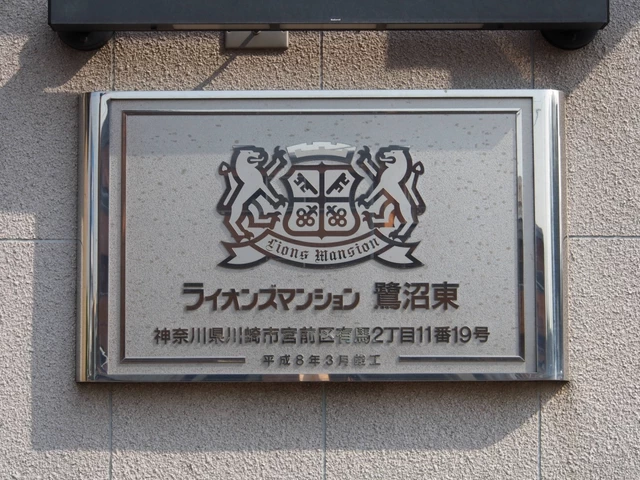 Lions Mansion
ライオンズマンション 鷺沼東
神奈川県川崎市宮前区有馬2丁目11番19号
平成8年3月竣工